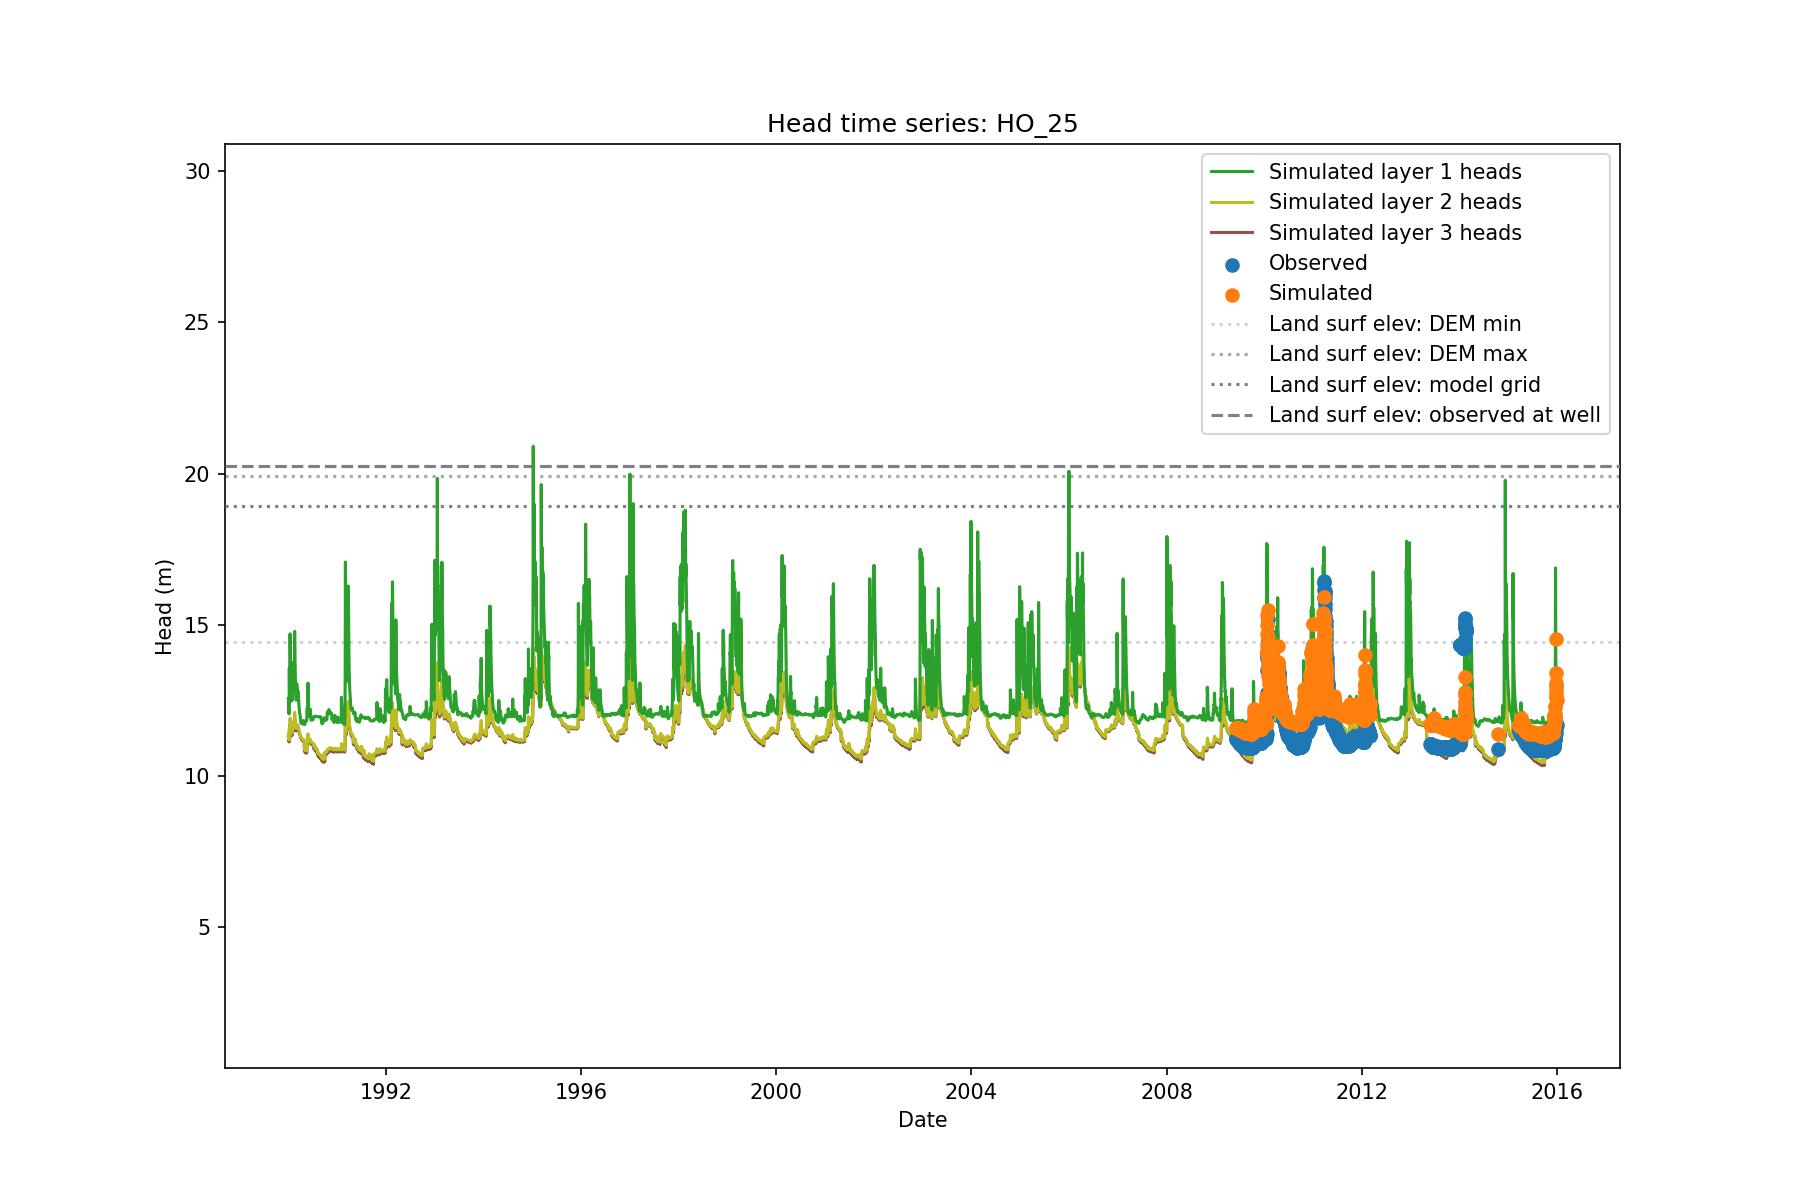 Head time series: HO_25
30
25
20
15
10
5
Head (m)
1992
1996
2000
2004
2008
2012
2016
Date
Simulated layer 1 heads
Simulated layer 2 heads
Simulated layer 3 heads
Observed
Simulated
Land surf elev: DEM min
Land surf elev: DEM max
Land surf elev: model grid
Land surf elev: observed at well